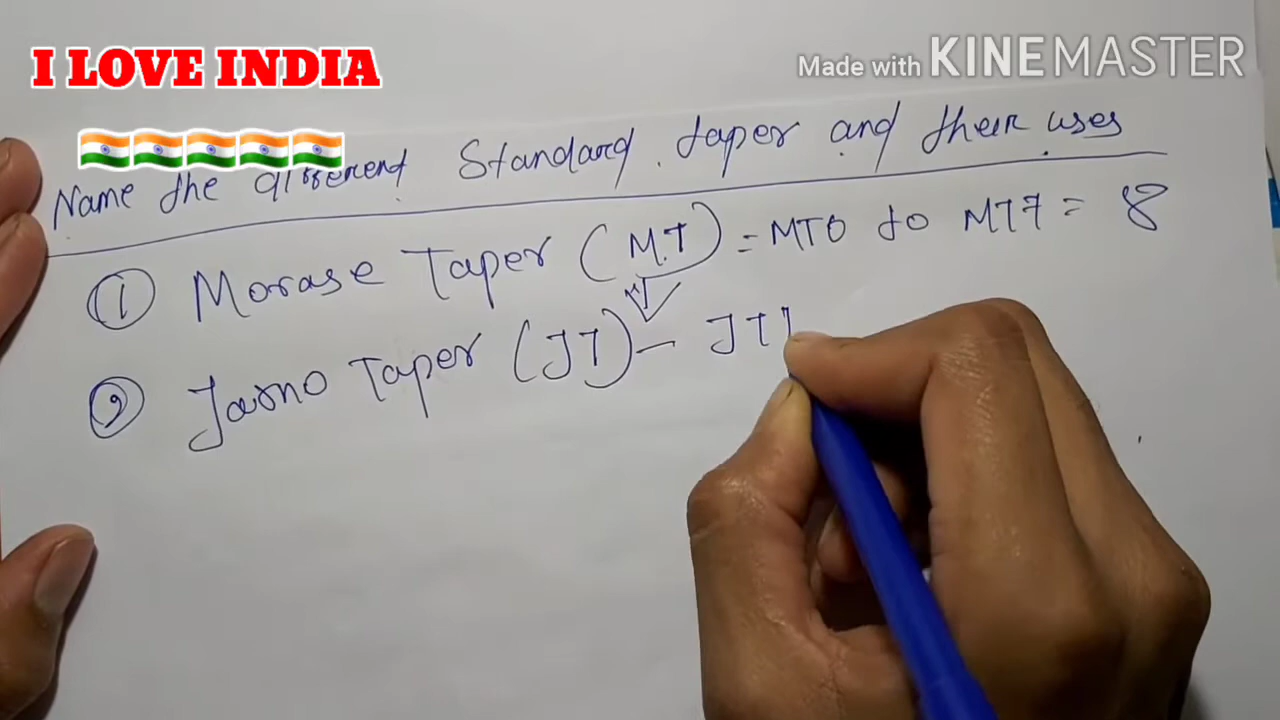 I LOVE INDIA
Made with KINEMASTER
Name the different Standard taper and their uses
① Morase Taper (M.T) = MT0 to MT7 = 8
② Jarno Taper (JT) - JT1